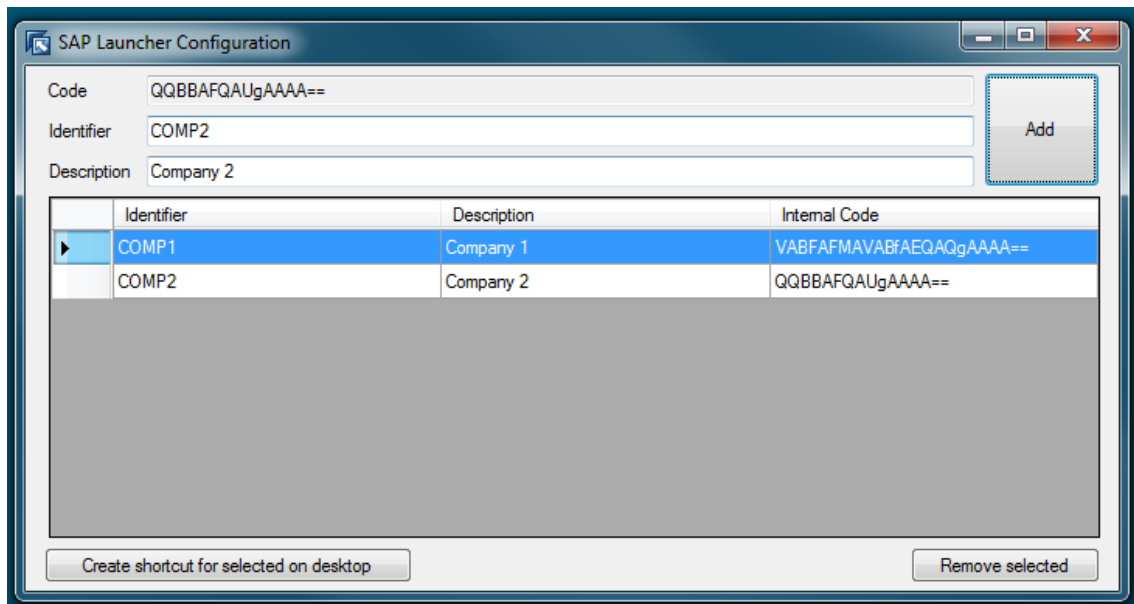 SAP Launcher Configuration
Code QQBBAFQAUgAAAA==
Identifier COMP2
Add
Description Company 2
Identifier Description Internal Code
COMP1 Company 1 VABFAFMAVABfAEQAQgAAAA==
COMP2 Company 2 QQBBAFQAUgAAAA==
Create shortcut for selected on desktop Remove selected